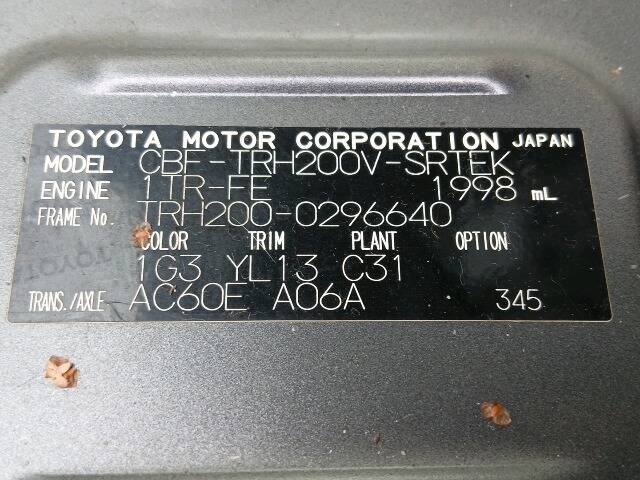 TOYOTA MOTOR CORPORATION JAPAN
MODEL CBF-TRH200V-SRTEK
ENGINE 1TR-FE 1998 mL
FRAME No. TRH200-0296640
COLOR TRIM PLANT OPTION
1G3 YL13 C31
TRANS./AXLE AC60E A06A 345